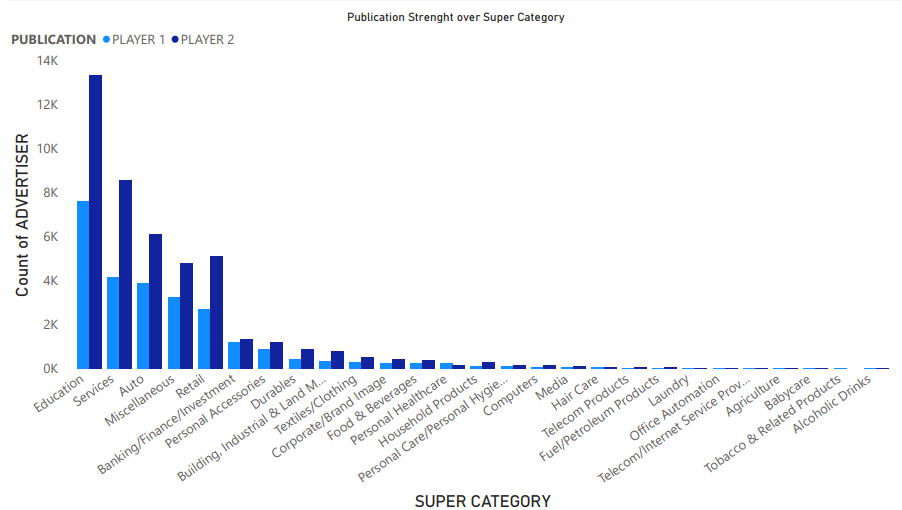 Publication Strenght over Super Category
PUBLICATION PLAYER 1 PLAYER 2
Count of ADVERTISER
14K
12K
10K
8K
6K
4K
2K
0K
Education
Services
Auto
Miscellaneous
Retail
Banking/Finance/Investment
Personal Accessories
Durables
Building, Industrial & Land M...
Textiles/Clothing
Corporate/Brand Image
Food & Beverages
Personal Healthcare
Household Products
Personal Care/Personal Hygie...
Computers
Media
Hair Care
Telecom Products
Fuel/Petroleum Products
Laundry
Office Automation
Telecom/Internet Service Prov...
Agriculture
Babycare
Tobacco & Related Products
Alcoholic Drinks
SUPER CATEGORY